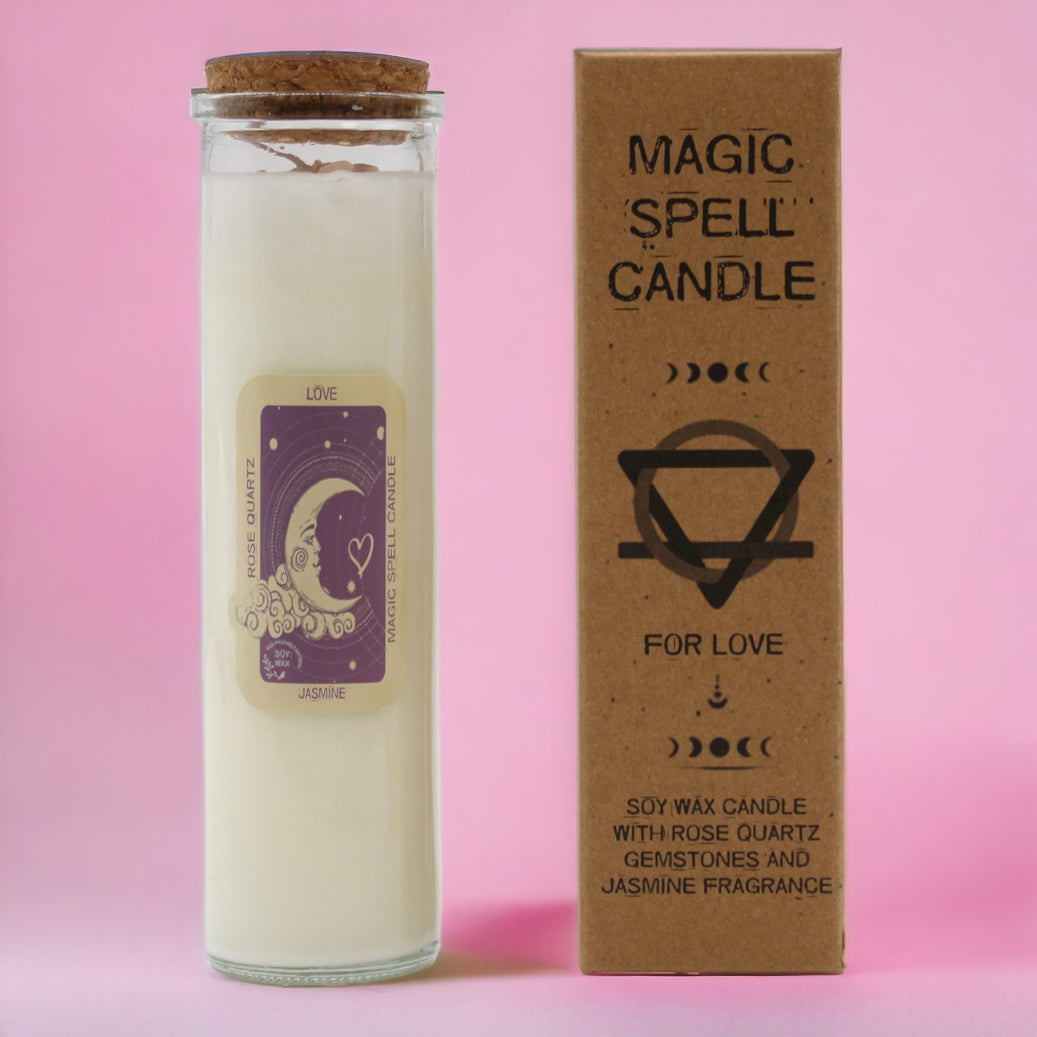 LOVE
ROSE QUARTZ
MAGIC SPELL CANDLE
SOY
WAX
JASMINE
MAGIC
SPELL
CANDLE
FOR LOVE
SOY WAX CANDLE
WITH ROSE QUARTZ
GEMSTONES AND
JASMINE FRAGRANCE